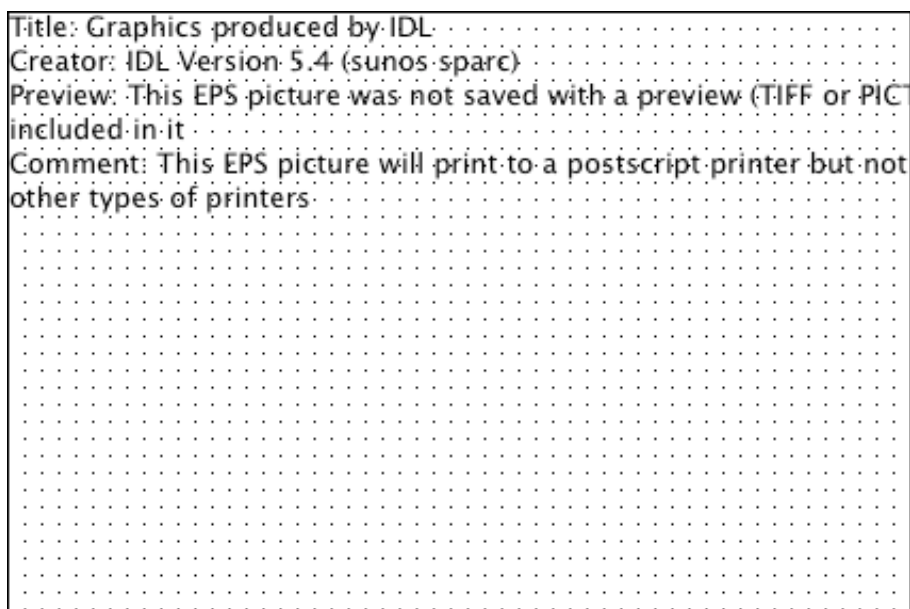 Title: Graphics produced by IDL
Creator: IDL Version 5.4 (sunos sparc)
Preview: This EPS picture was not saved with a preview (TIFF or PICT
included in it
Comment: This EPS picture will print to a postscript printer but not
other types of printers